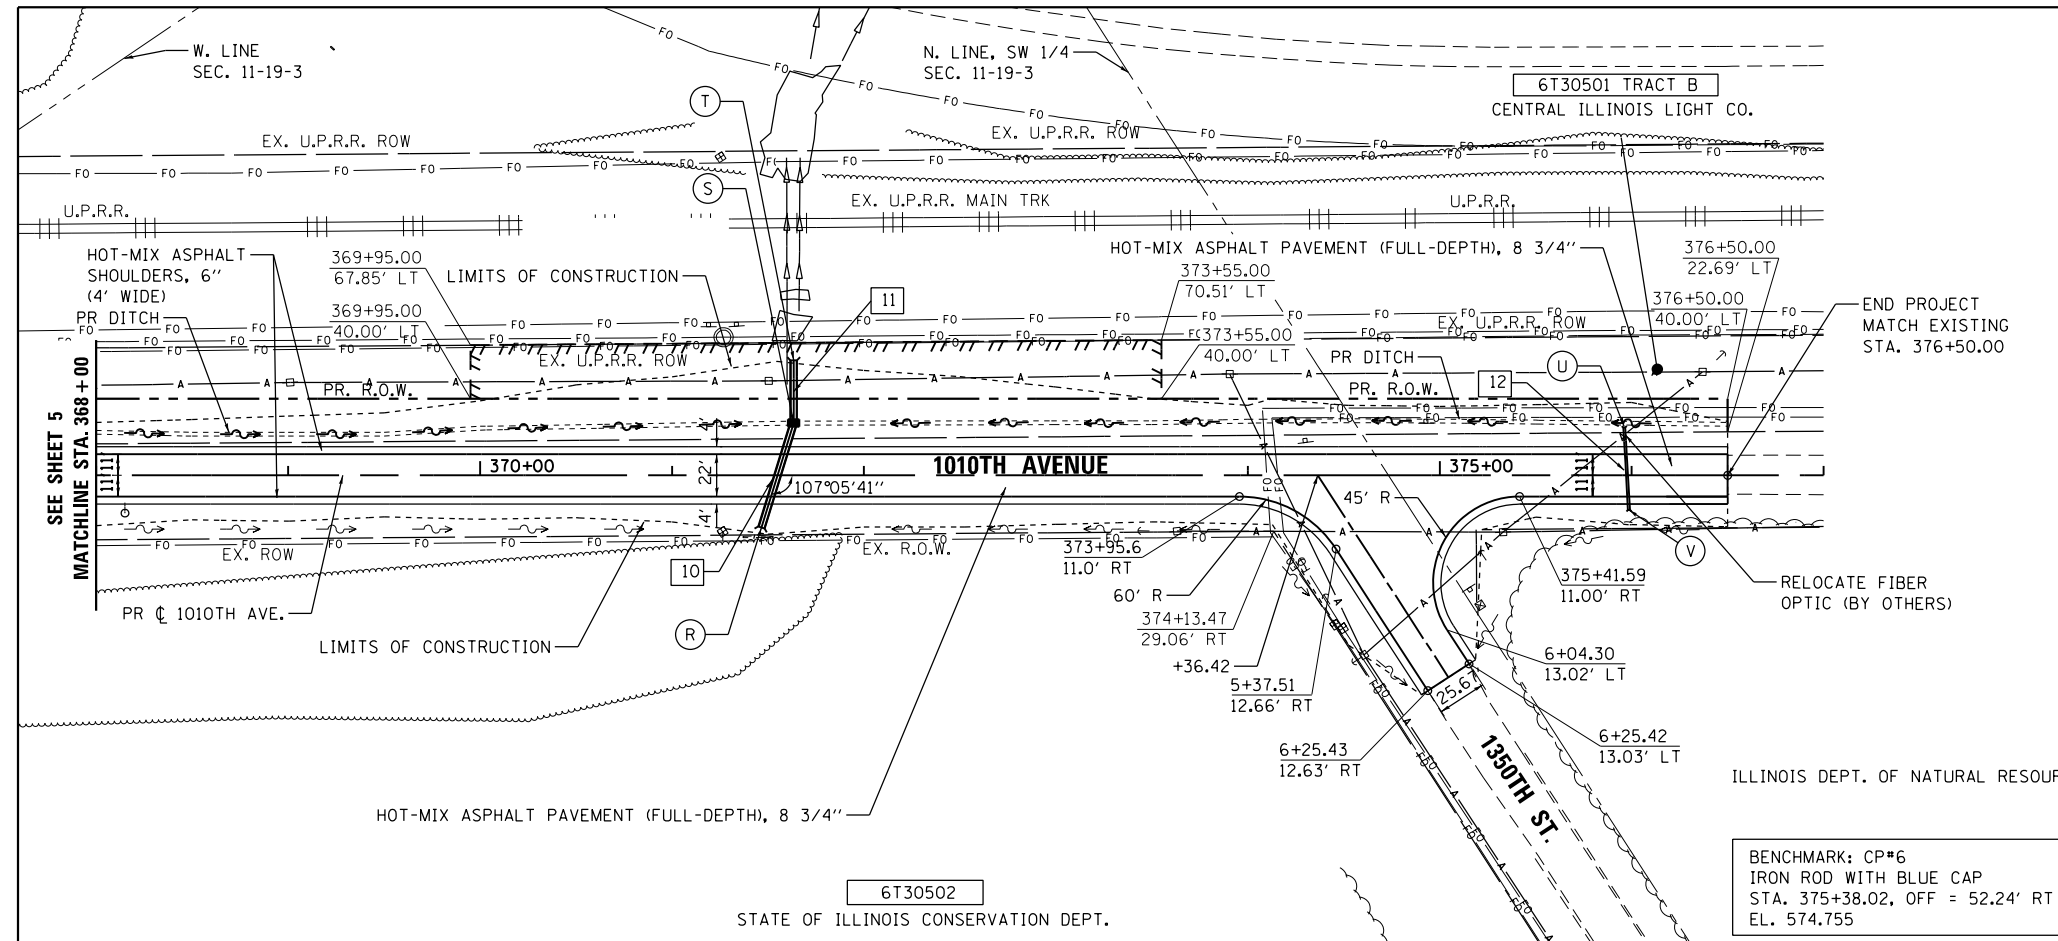 W. LINE
SEC. 11-19-3
N. LINE, SW 1/4
SEC. 11-19-3
6T30501 TRACT B
CENTRAL ILLINOIS LIGHT CO.
T
S
EX. U.P.R.R. ROW
EX. U.P.R.R. ROW
U.P.R.R.
EX. U.P.R.R. MAIN TRK
U.P.R.R.
HOT-MIX ASPHALT
SHOULDERS, 6"
(4' WIDE)
PR DITCH
369+95.00
67.85' LT
369+95.00
40.00' LT
LIMITS OF CONSTRUCTION
11
HOT-MIX ASPHALT PAVEMENT (FULL-DEPTH), 8 3/4"
373+55.00
70.51' LT
373+55.00
40.00' LT
376+50.00
22.69' LT
376+50.00
40.00' LT
END PROJECT
MATCH EXISTING
STA. 376+50.00
EX. U.P.R.R. ROW
EX. U.P.R.R. ROW
PR DITCH
PR. R.O.W.
PR. R.O.W.
12
U
SEE SHEET 5
MATCHLINE STA. 368+00
11' 11'
370+00
4'
22'
4'
1010TH AVENUE
375+00
11' 11'
107°05'41"
45' R
EX. ROW
EX. R.O.W.
10
R
V
373+95.6
11.0' RT
60' R
374+13.47
29.06' RT
+36.42
5+37.51
12.66' RT
375+41.59
11.00' RT
RELOCATE FIBER
OPTIC (BY OTHERS)
PR ℄ 1010TH AVE.
LIMITS OF CONSTRUCTION
6+04.30
13.02' LT
25.67
6+25.43
12.63' RT
6+25.42
13.03' LT
1350TH ST.
HOT-MIX ASPHALT PAVEMENT (FULL-DEPTH), 8 3/4"
ILLINOIS DEPT. OF NATURAL RESOUR
6T30502
STATE OF ILLINOIS CONSERVATION DEPT.
BENCHMARK: CP#6
IRON ROD WITH BLUE CAP
STA. 375+38.02, OFF = 52.24' RT
EL. 574.755